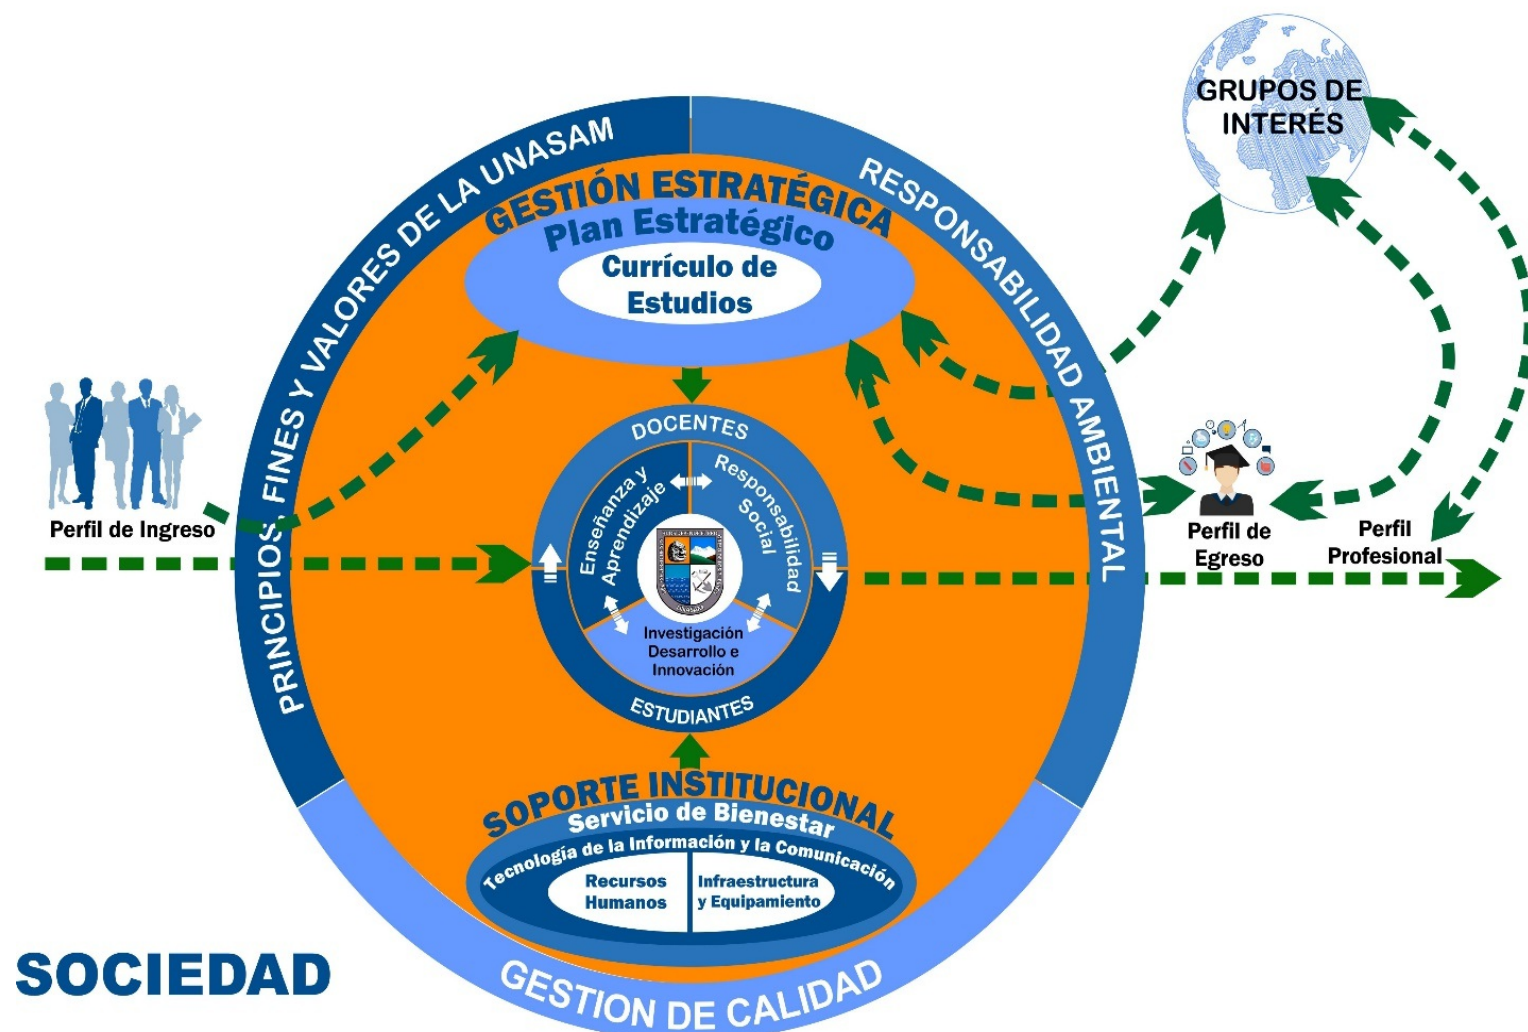 GRUPOS DE
INTERÉS
PRINCIPIOS, FINES Y VALORES DE LA UNASAM
RESPONSABILIDAD AMBIENTAL
GESTIÓN ESTRATÉGICA
Plan Estratégico
Currículo de
Estudios
Perfil de Ingreso
DOCENTES
Enseñanza y
Aprendizaje
Responsabilidad
Social
Investigación
Desarrollo e
Innovación
ESTUDIANTES
Perfil de
Egreso
Perfil
Profesional
SOPORTE INSTITUCIONAL
Servicio de Bienestar
Tecnología de la Información y la Comunicación
Recursos
Humanos
Infraestructura
y Equipamiento
SOCIEDAD
GESTION DE CALIDAD